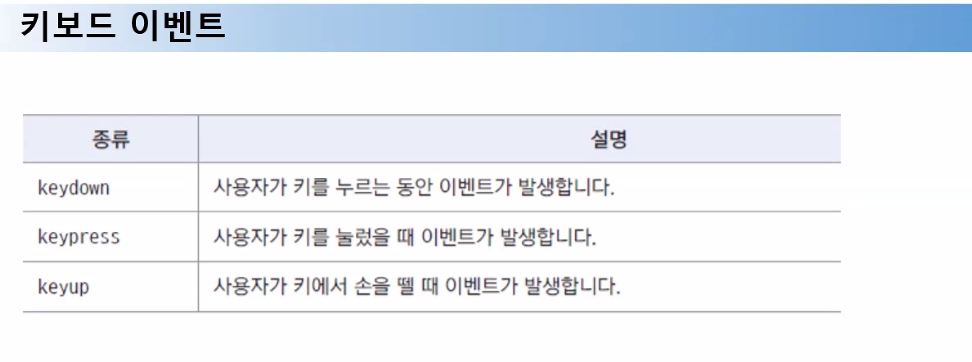 키보드 이벤트
종류 설명
keydown 사용자가 키를 누르는 동안 이벤트가 발생합니다.
keypress 사용자가 키를 눌렀을 때 이벤트가 발생합니다.
keyup 사용자가 키에서 손을 뗄 때 이벤트가 발생합니다.